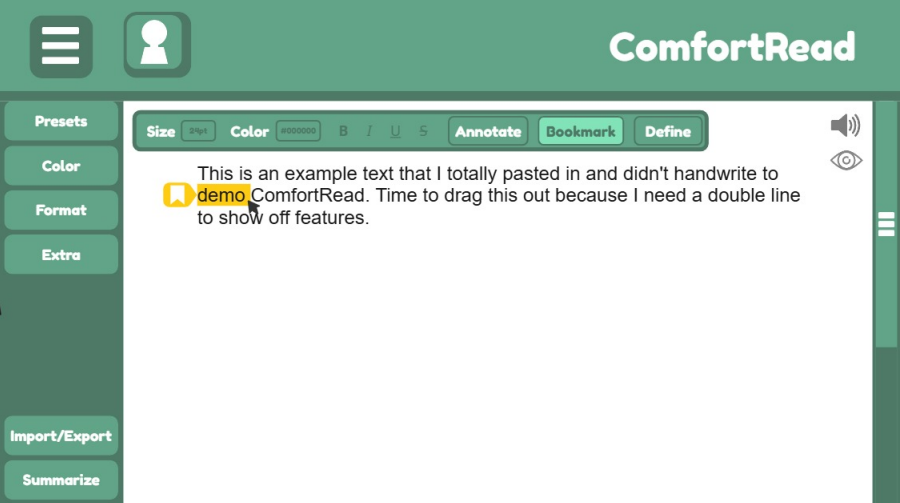 ComfortRead
Presets
Color
Format
Extra
Import/Export
Summarize
Size 24pt Color #000000 B I U S Annotate Bookmark Define
This is an example text that I totally pasted in and didn't handwrite to
demo ComfortRead. Time to drag this out because I need a double line
to show off features.